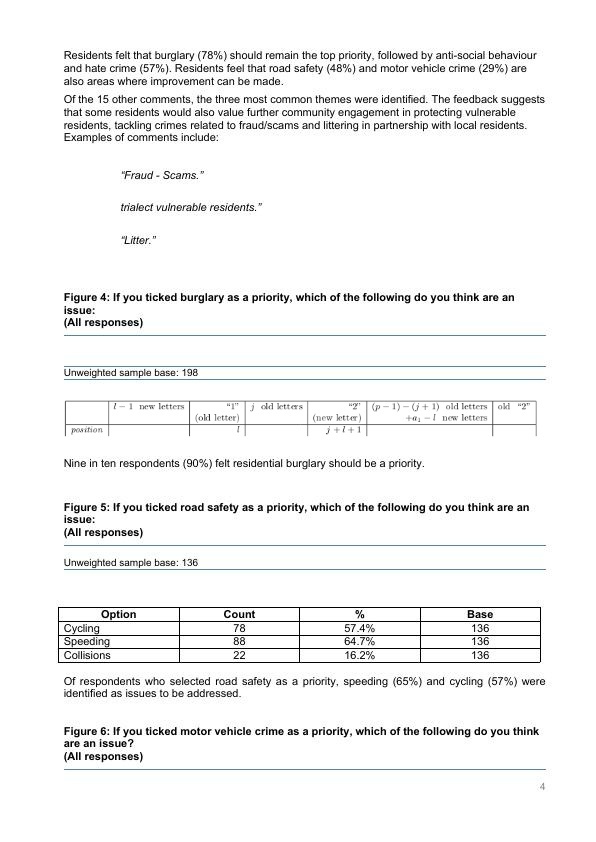 Residents felt that burglary (78%) should remain the top priority, followed by anti-social behaviour
and hate crime (57%). Residents feel that road safety (48%) and motor vehicle crime (29%) are
also areas where improvement can be made.
Of the 15 other comments, the three most common themes were identified. The feedback suggests
that some residents would also value further community engagement in protecting vulnerable
residents, tackling crimes related to fraud/scams and littering in partnership with local residents.
Examples of comments include:
“Fraud - Scams.”
trialect vulnerable residents.”
“Litter.”
Figure 4: If you ticked burglary as a priority, which of the following do you think are an
issue:
(All responses)
Unweighted sample base: 198
l − 1 new letters “1” j old letters “2” (p − 1) − (j + 1) old letters old “2”
(old letter) (new letter) +a₁ − l new letters
position l j + l + 1
Nine in ten respondents (90%) felt residential burglary should be a priority.
Figure 5: If you ticked road safety as a priority, which of the following do you think are an
issue:
(All responses)
Unweighted sample base: 136
Option Count % Base
Cycling 78 57.4% 136
Speeding 88 64.7% 136
Collisions 22 16.2% 136
Of respondents who selected road safety as a priority, speeding (65%) and cycling (57%) were
identified as issues to be addressed.
Figure 6: If you ticked motor vehicle crime as a priority, which of the following do you think
are an issue?
(All responses)
4